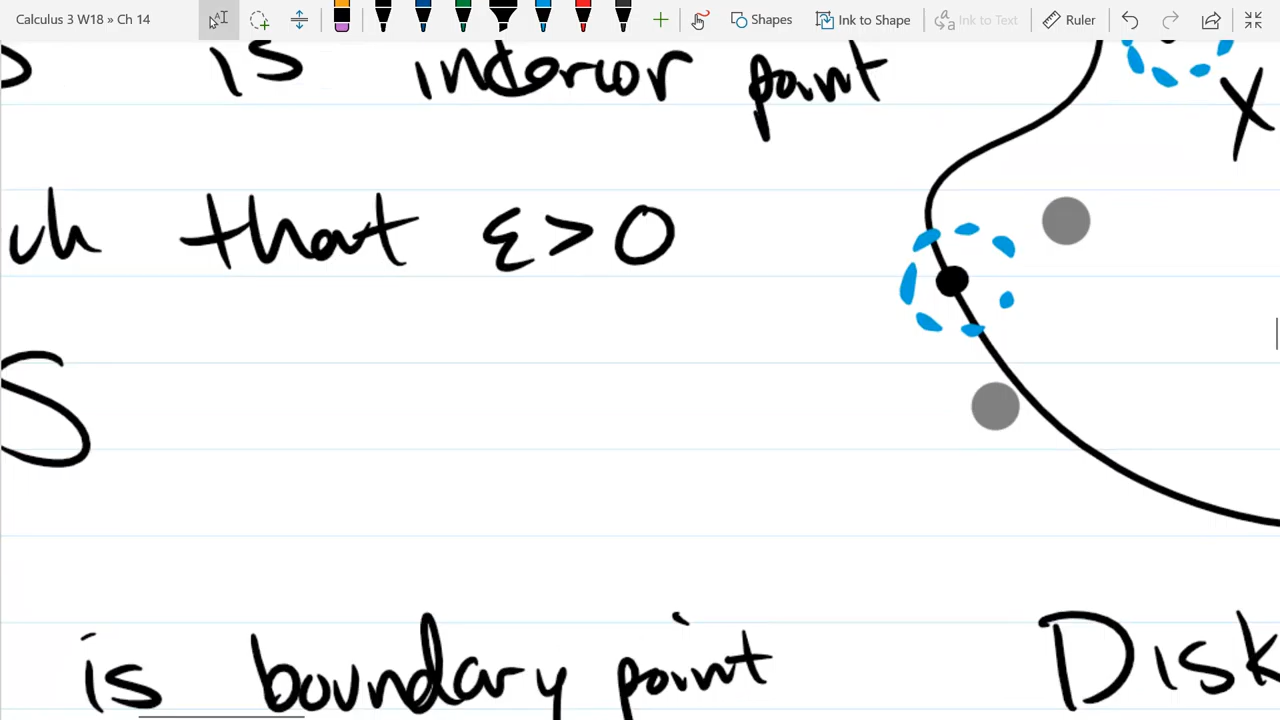 Calculus 3 W18 » Ch 14
Shapes
Ink to Shape
Ink to Text
Ruler
is interior point
X
uh that ε>0
S
is boundary point
Disk